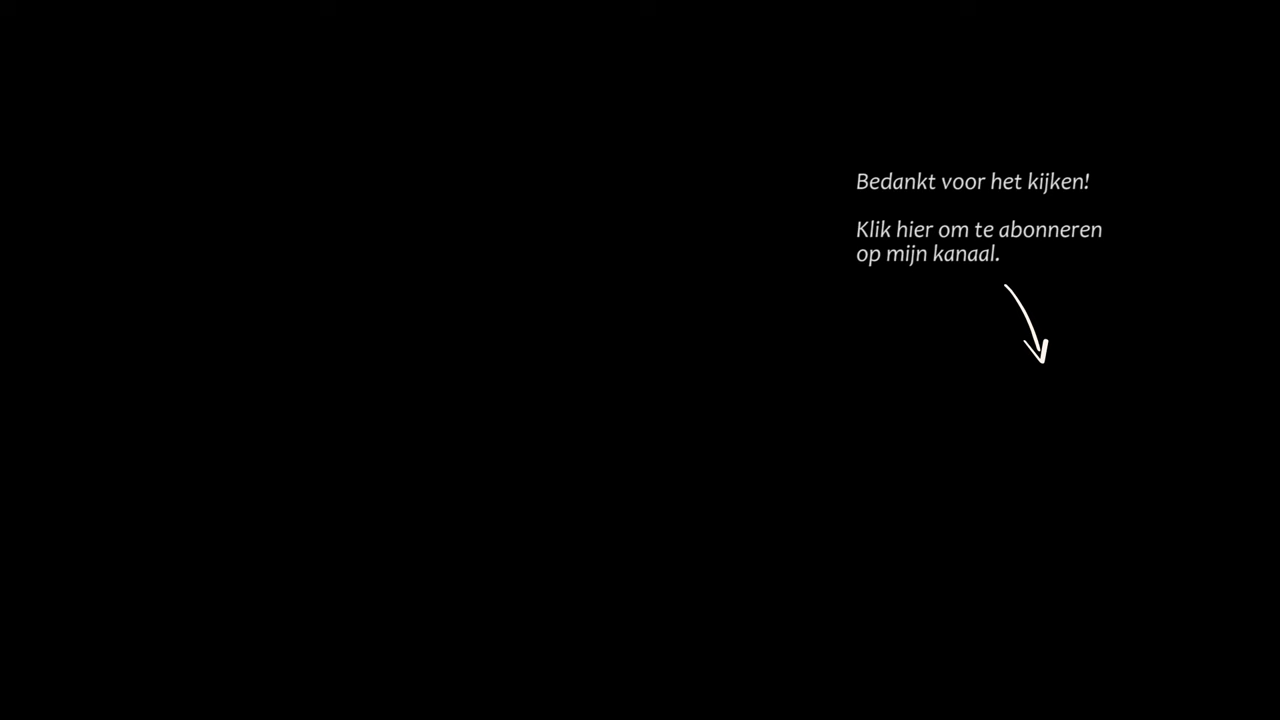 Bedankt voor het kijken!
Klik hier om te abonneren
op mijn kanaal.